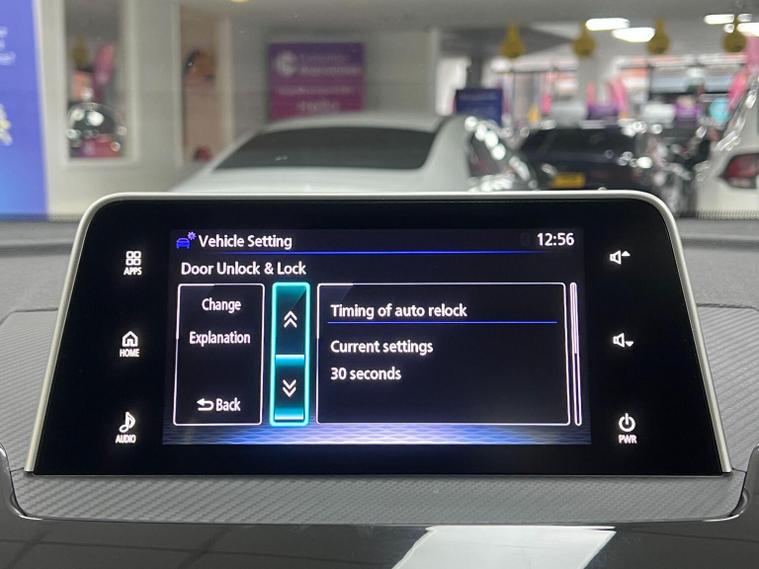 Vehicle Setting
12:56
Door Unlock & Lock
Change
Explanation
Back
Timing of auto relock
Current settings
30 seconds
APPS
HOME
AUDIO
PWR